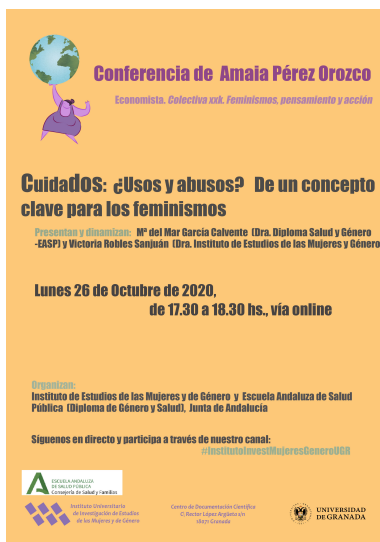 Conferencia de Amaia Pérez Orozco
Economista. Colectiva xxk. Feminismos, pensamiento y acción
Cuidados: ¿Usos y abusos? De un concepto
clave para los feminismos
Presentan y dinamizan: Mª del Mar García Calvente (Dra. Diploma Salud y Género
-EASP) y Victoria Robles Sanjuán (Dra. Instituto de Estudios de las Mujeres y Género
Lunes 26 de Octubre de 2020,
de 17.30 a 18.30 hs., vía online
Organizan:
Instituto de Estudios de las Mujeres y de Género y Escuela Andaluza de Salud
Pública (Diploma de Género y Salud), Junta de Andalucía
Síguenos en directo y participa a través de nuestro canal:
#InstitutoInvestMujeresGeneroUGR
ESCUELA ANDALUZA
DE SALUD PÚBLICA
Consejería de Salud y Familias
Instituto Universitario
de Investigación de Estudios
de las Mujeres y de Género
Centro de Documentación Científica
C/Rector López Argüeta s/n
18071 Granada
UNIVERSIDAD
DE GRANADA